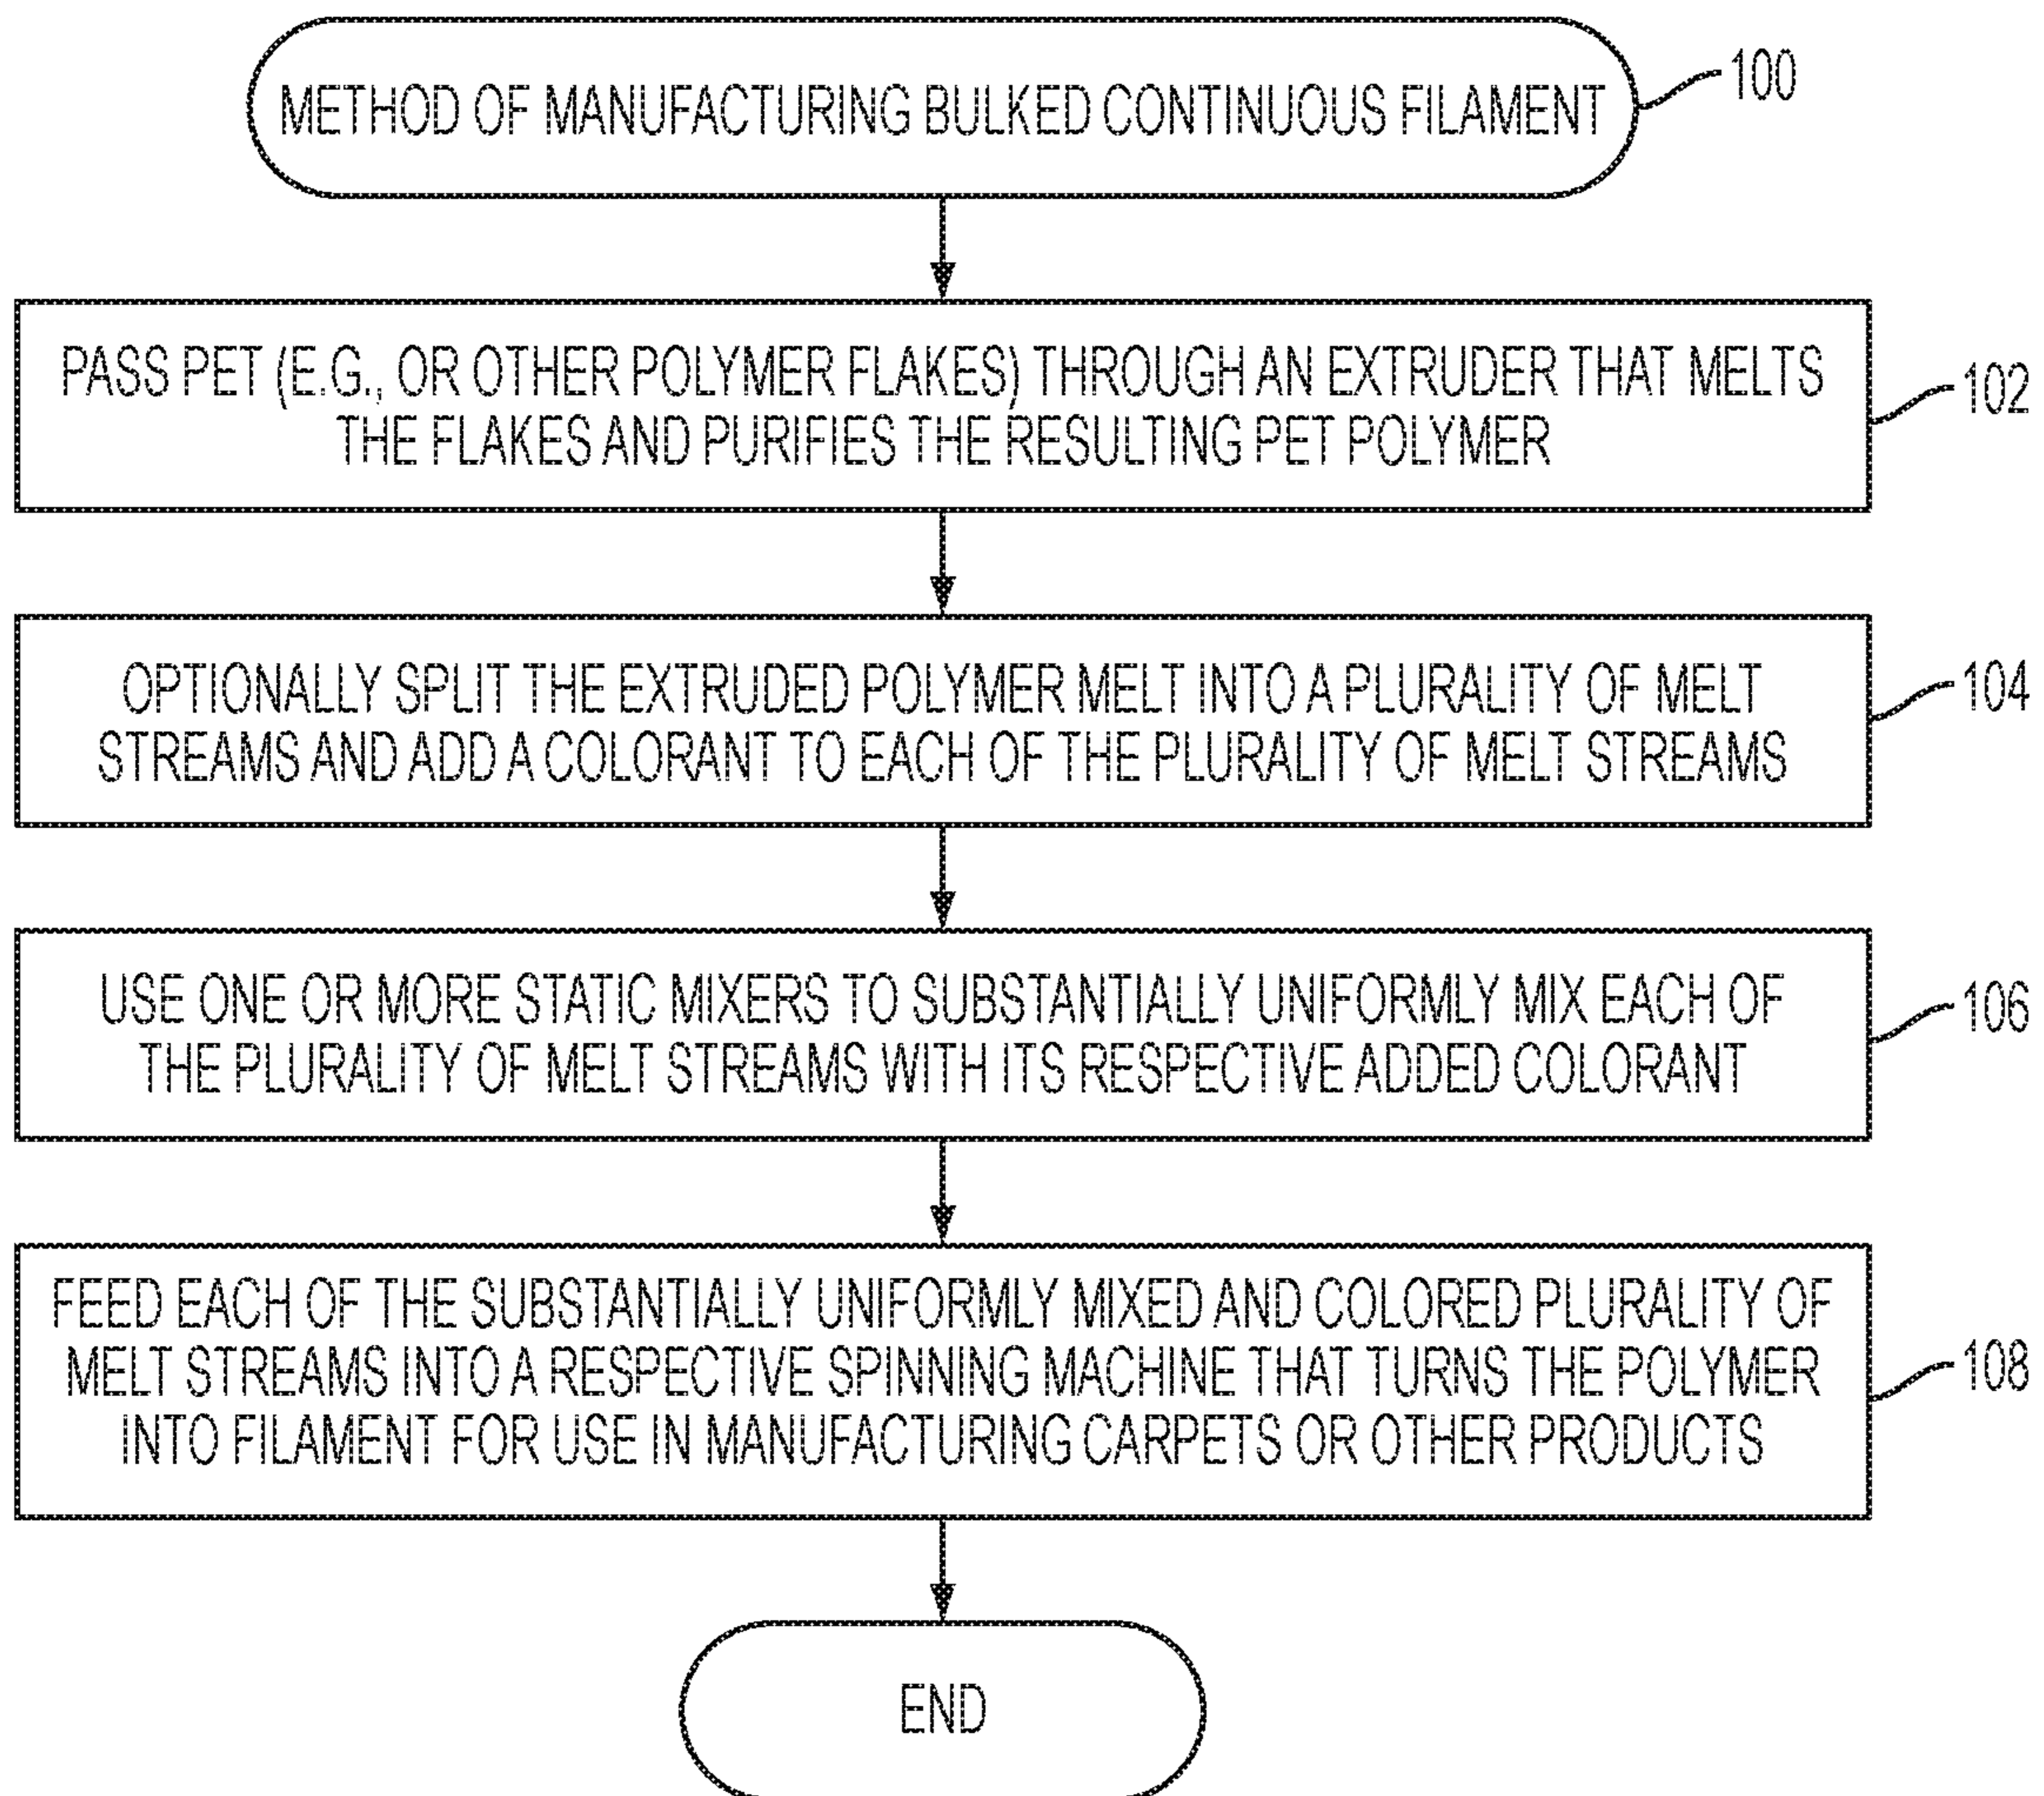 METHOD OF MANUFACTURING BULKED CONTINUOUS FILAMENT
100
PASS PET (E.G., OR OTHER POLYMER FLAKES) THROUGH AN EXTRUDER THAT MELTS
THE FLAKES AND PURIFIES THE RESULTING PET POLYMER
102
OPTIONALLY SPLIT THE EXTRUDED POLYMER MELT INTO A PLURALITY OF MELT
STREAMS AND ADD A COLORANT TO EACH OF THE PLURALITY OF MELT STREAMS
104
USE ONE OR MORE STATIC MIXERS TO SUBSTANTIALLY UNIFORMLY MIX EACH OF
THE PLURALITY OF MELT STREAMS WITH ITS RESPECTIVE ADDED COLORANT
106
FEED EACH OF THE SUBSTANTIALLY UNIFORMLY MIXED AND COLORED PLURALITY OF
MELT STREAMS INTO A RESPECTIVE SPINNING MACHINE THAT TURNS THE POLYMER
INTO FILAMENT FOR USE IN MANUFACTURING CARPETS OR OTHER PRODUCTS
108
END